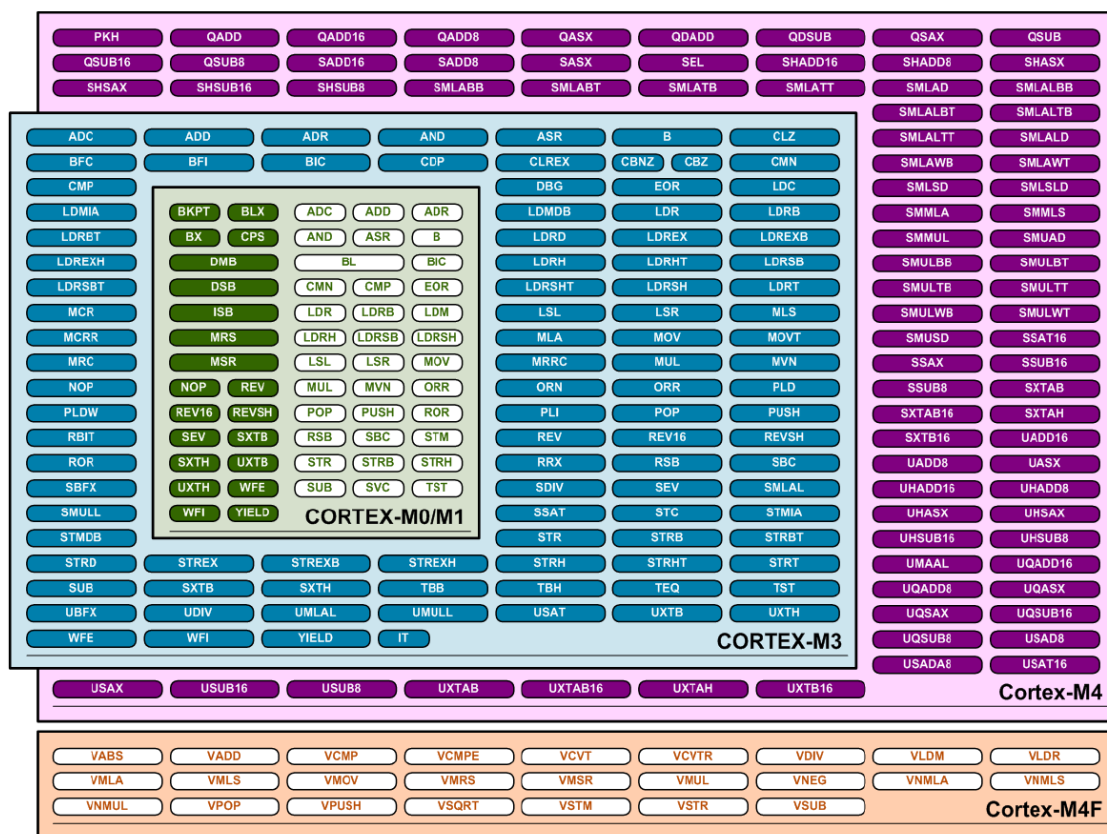 PKH QADD QADD16 QADD8 QASX QDADD QDSUB QSAX QSUB
QSUB16 QSUB8 SADD16 SADD8 SASX SEL SHADD16 SHADD8 SHASX
SHSAX SHSUB16 SHSUB8 SMLABB SMLABT SMLATB SMLATT SMLAD SMLALBB
SMLALBT SMLALTB
ADC ADD ADR AND ASR B CLZ SMLALTT SMLALD
BFC BFI BIC CDP CLREX CBNZ CBZ CMN SMLAWB SMLAWT
CMP DBG EOR LDC SMLSD SMLSLD
LDMIA BKPT BLX ADC ADD ADR LDMDB LDR LDRB SMMLA SMMLS
LDRBT BX CPS AND ASR B LDRD LDREX LDREXB SMMUL SMUAD
LDREXH DMB BL BIC LDRH LDRHT LDRSB SMULBB SMULBT
LDRSBT DSB CMN CMP EOR LDRSHT LDRSH LDRT SMULTB SMULTT
MCR ISB LDR LDRB LDM LSL LSR MLS SMULWB SMULWT
MCRR MRS LDRH LDRSB LDRSH MLA MOV MOVT SMUSD SSAT16
MRC MSR LSL LSR MOV MRRC MUL MVN SSAX SSUB16
NOP NOP REV MUL MVN ORR ORN ORR PLD SSUB8 SXTAB
PLDW REV16 REVSH POP PUSH ROR PLI POP PUSH SXTAB16 SXTAH
RBIT SEV SXTB RSB SBC STM REV REV16 REVSH SXTB16 UADD16
ROR SXTH UXTB STR STRB STRH RRX RSB SBC UADD8 UASX
SBFX UXTH WFE SUB SVC TST SDIV SEV SMLAL UHADD16 UHADD8
SMULL WFI YIELD CORTEX-M0/M1 SSAT STC STMIA UHASX UHSAX
STMDB STR STRB STRBT UHSUB16 UHSUB8
STRD STREX STREXB STREXH STRH STRHT STRT UMAAL UQADD16
SUB SXTB SXTH TBB TBH TEQ TST UQADD8 UQASX
UBFX UDIV UMLAL UMULL USAT UXTB UXTH UQSAX UQSUB16
WFE WFI YIELD IT CORTEX-M3 UQSUB8 USAD8
USADA8 USAT16
USAX USUB16 USUB8 UXTAB UXTAB16 UXTAH UXTB16 Cortex-M4
VABS VADD VCMP VCMPE VCVT VCVTR VDIV VLDM VLDR
VMLA VMLS VMOV VMRS VMSR VMUL VNEG VNMLA VNMLS
VNMUL VPOP VPUSH VSQRT VSTM VSTR VSUB Cortex-M4F